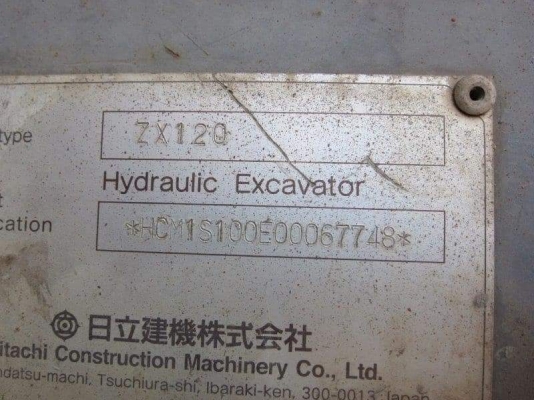 type
ZX120
Hydraulic Excavator
cation
*HCM1S100E00067748*
日立建機株式会社
itachi Construction Machinery Co., Ltd.
ndatsu-machi, Tsuchiura-shi, Ibaraki-ken, 300-0013 Japan